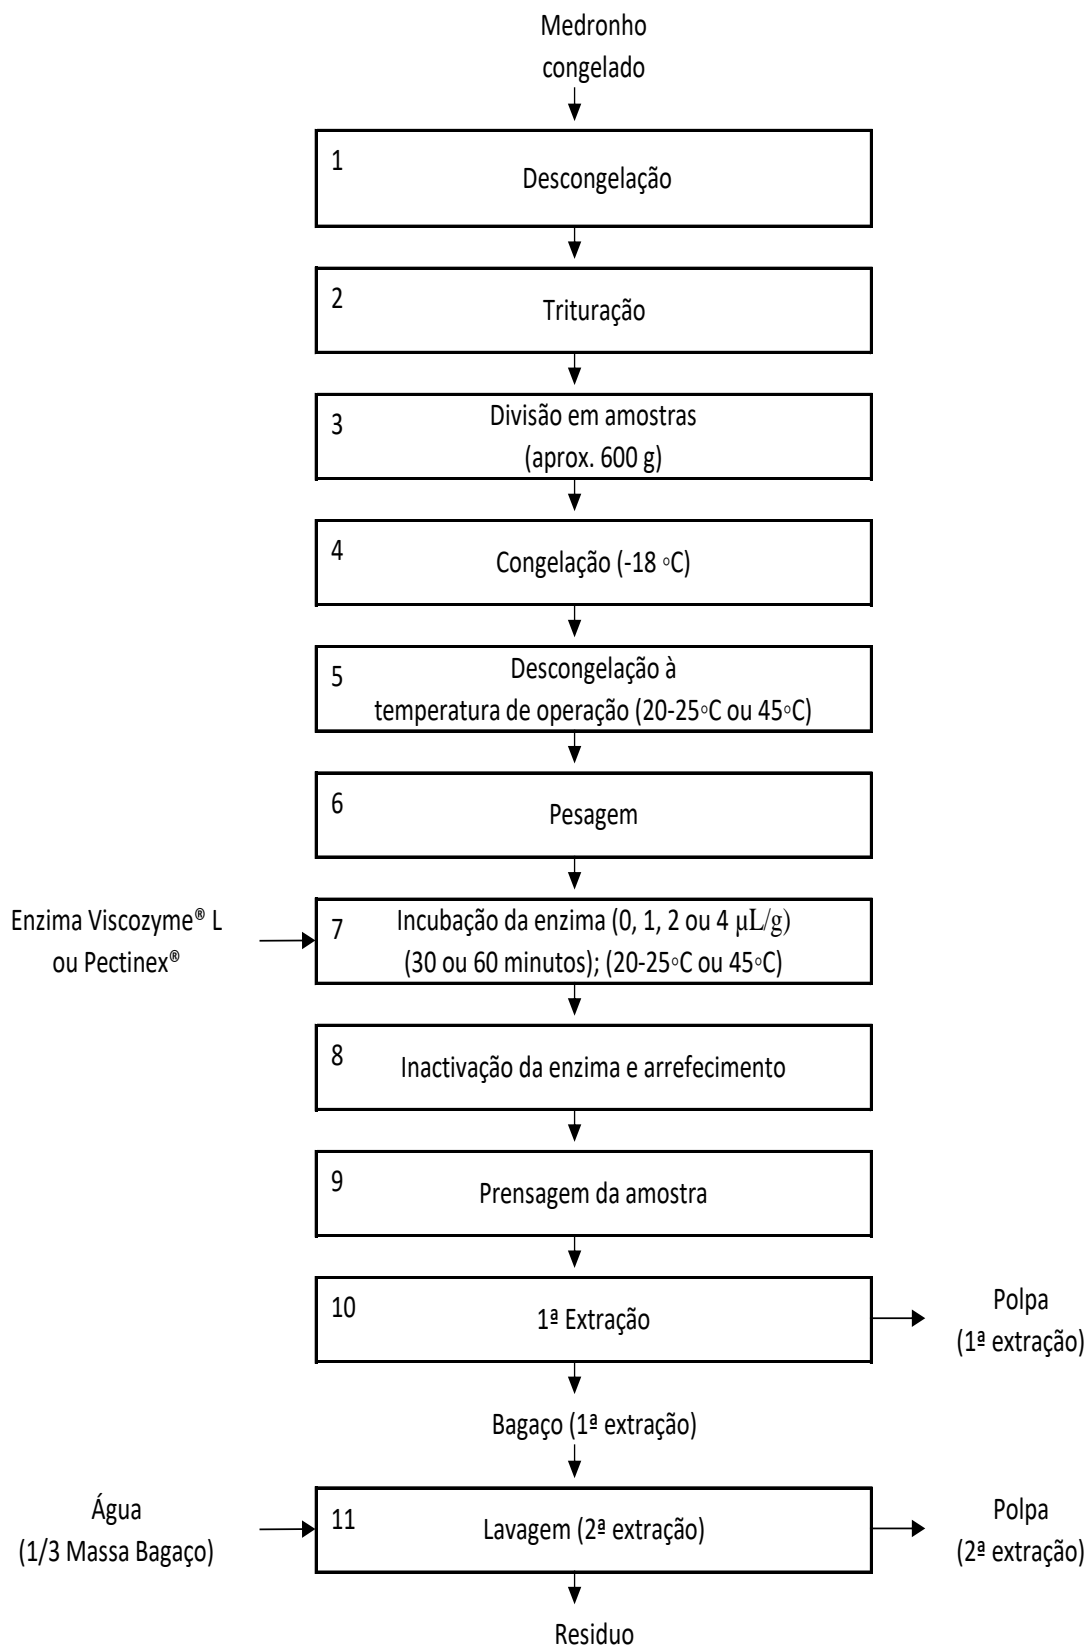 Medronho
congelado
1
Descongelação
2
Trituração
3
Divisão em amostras
(aprox. 600 g)
4
Congelação (-18 ◦C)
5
Descongelação à
temperatura de operação (20-25◦C ou 45◦C)
6
Pesagem
Enzima Viscozyme® L
ou Pectinex®
7
Incubação da enzima (0, 1, 2 ou 4 µL/g)
(30 ou 60 minutos); (20-25◦C ou 45◦C)
8
Inactivação da enzima e arrefecimento
9
Prensagem da amostra
10
1ª Extração
Polpa
(1ª extração)
Bagaço (1ª extração)
Água
(1/3 Massa Bagaço)
11
Lavagem (2ª extração)
Polpa
(2ª extração)
Residuo